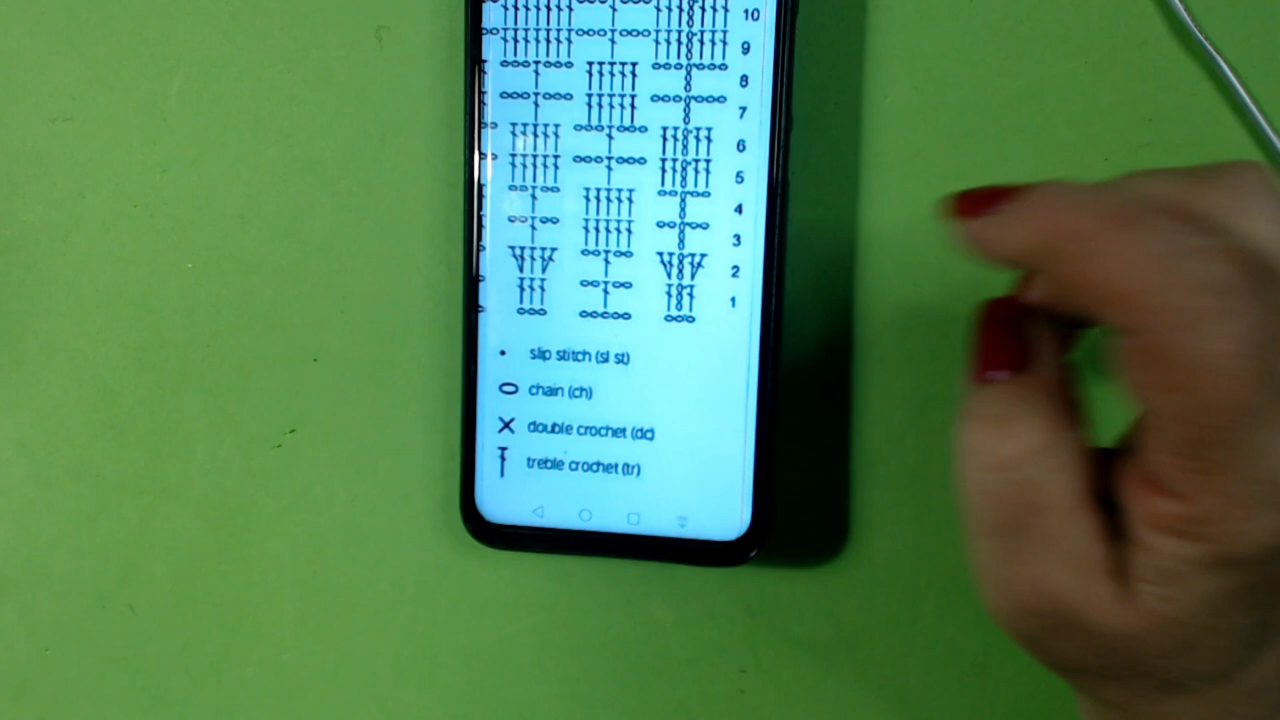 10
9
8
7
6
5
4
3
2
1
slip stitch (sl st)
chain (ch)
double crochet (dc)
treble crochet (tr)